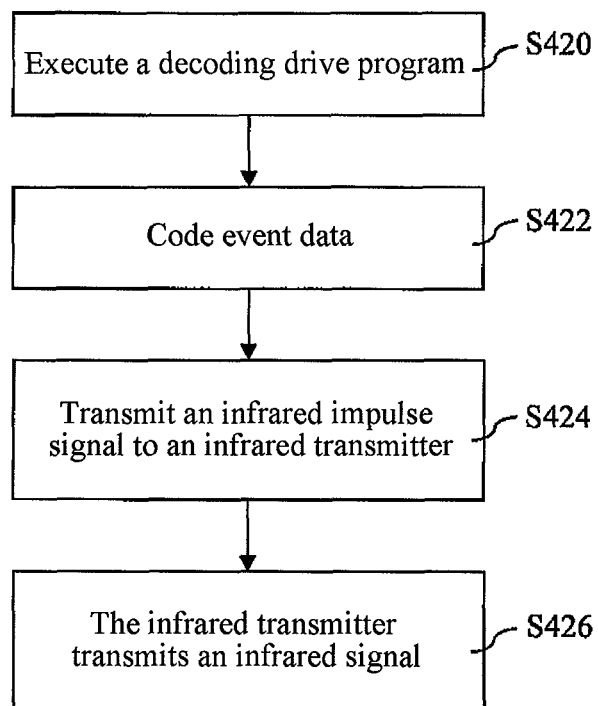 Execute a decoding drive program
S420
Code event data
S422
Transmit an infrared impulse
signal to an infrared transmitter
S424
The infrared transmitter
transmits an infrared signal
S426